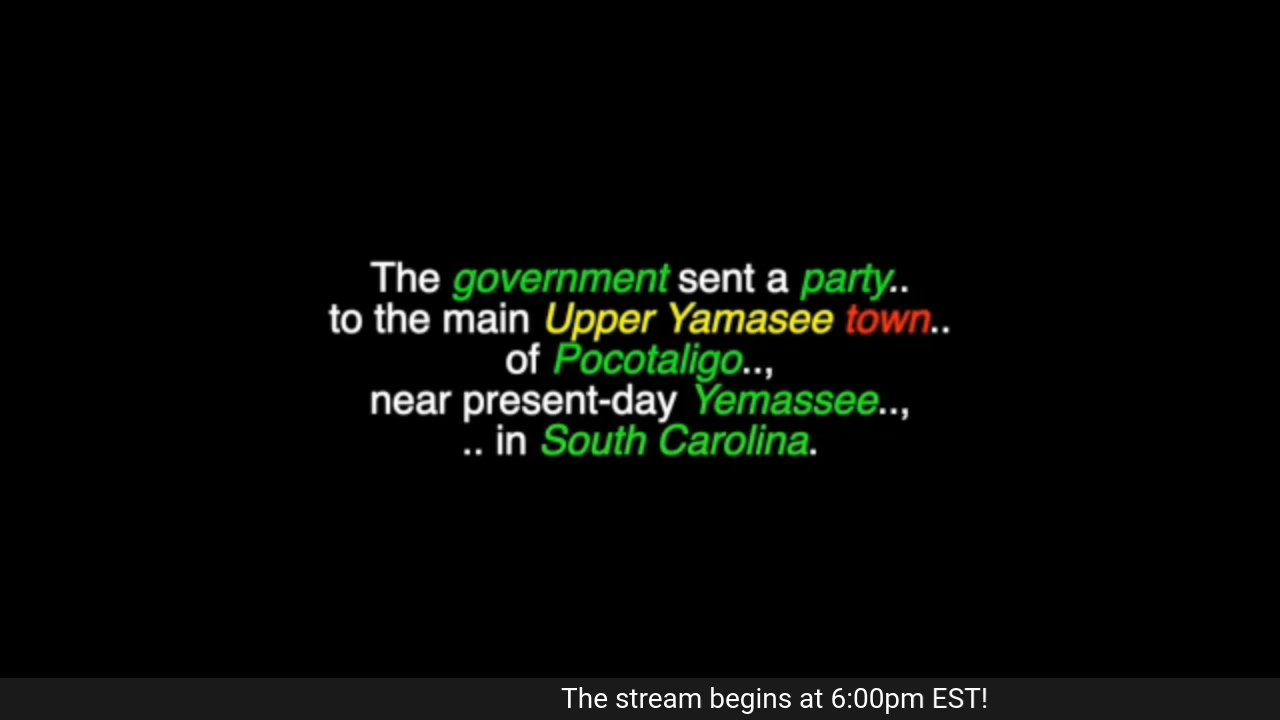 The government sent a party..
to the main Upper Yamasee town..
of Pocotaligo..,
near present-day Yemassee..,
.. in South Carolina.
The stream begins at 6:00pm EST!